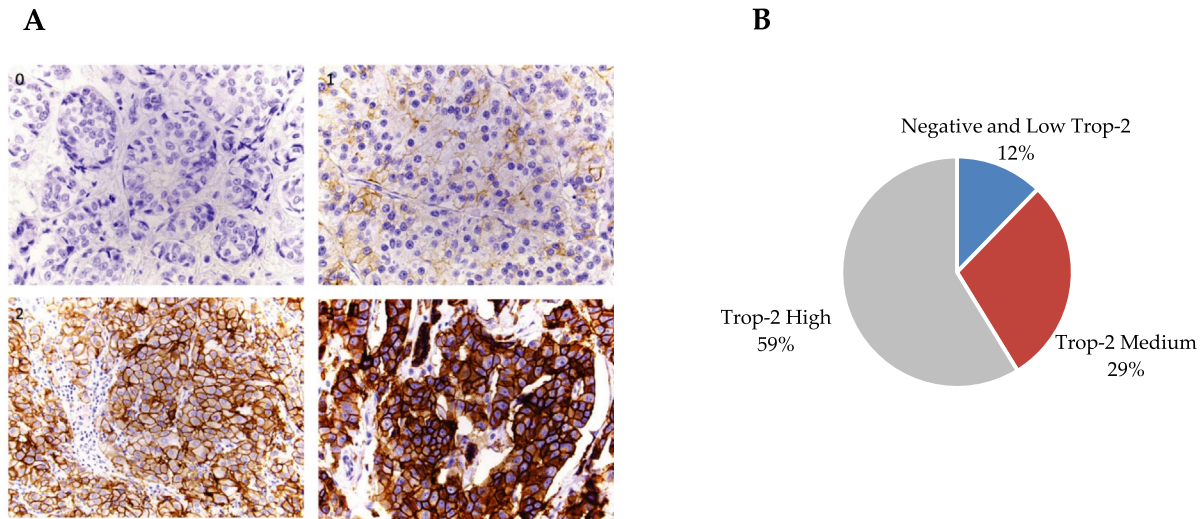 A
B
0
1
2
Negative and Low Trop-2
12%
Trop-2 High
59%
Trop-2 Medium
29%